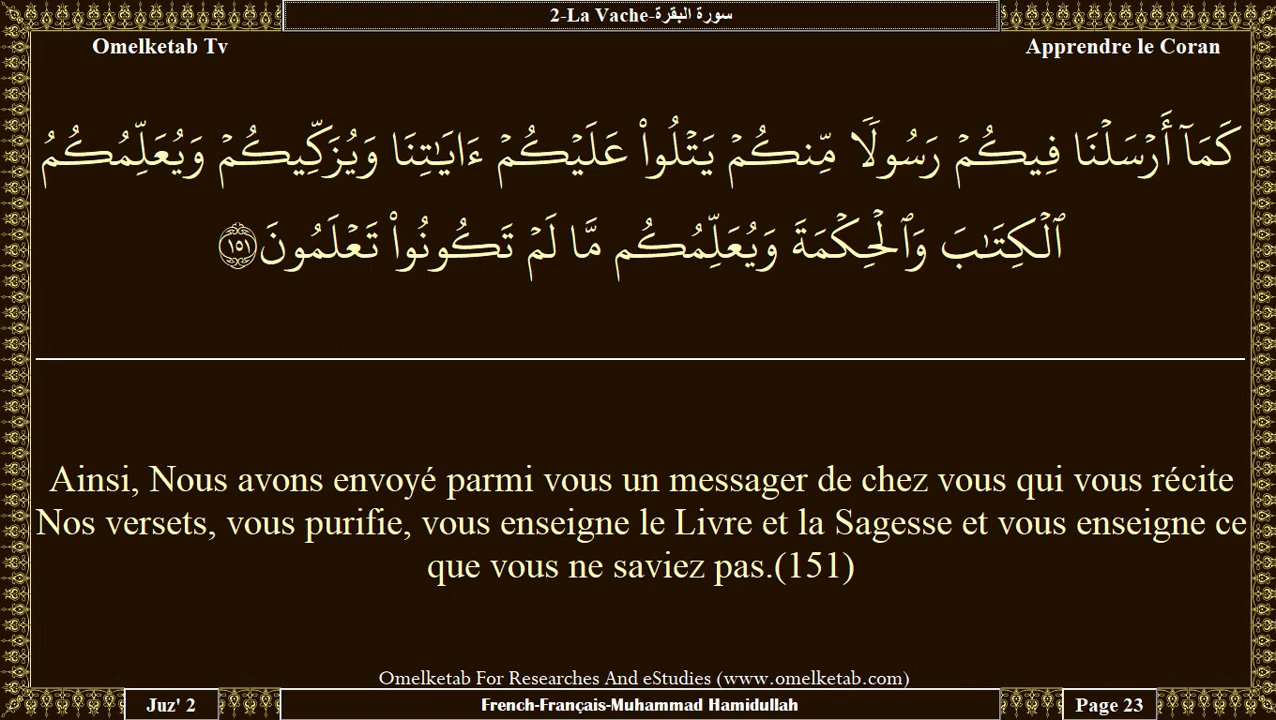 2-La Vache-سورة البقرة
Omelketab Tv
Apprendre le Coran
كَمَآ أَرۡسَلۡنَا فِيكُمۡ رَسُولٗا مِّنكُمۡ يَتۡلُواْ عَلَيۡكُمۡ ءَايَٰتِنَا وَيُزَكِّيكُمۡ وَيُعَلِّمُكُمُ
ٱلۡكِتَٰبَ وَٱلۡحِكۡمَةَ وَيُعَلِّمُكُم مَّا لَمۡ تَكُونُواْ تَعۡلَمُونَ ١٥١
Ainsi, Nous avons envoyé parmi vous un messager de chez vous qui vous récite
Nos versets, vous purifie, vous enseigne le Livre et la Sagesse et vous enseigne ce
que vous ne saviez pas.(151)
Omelketab For Researches And eStudies (www.omelketab.com)
Juz' 2
French-Français-Muhammad Hamidullah
Page 23